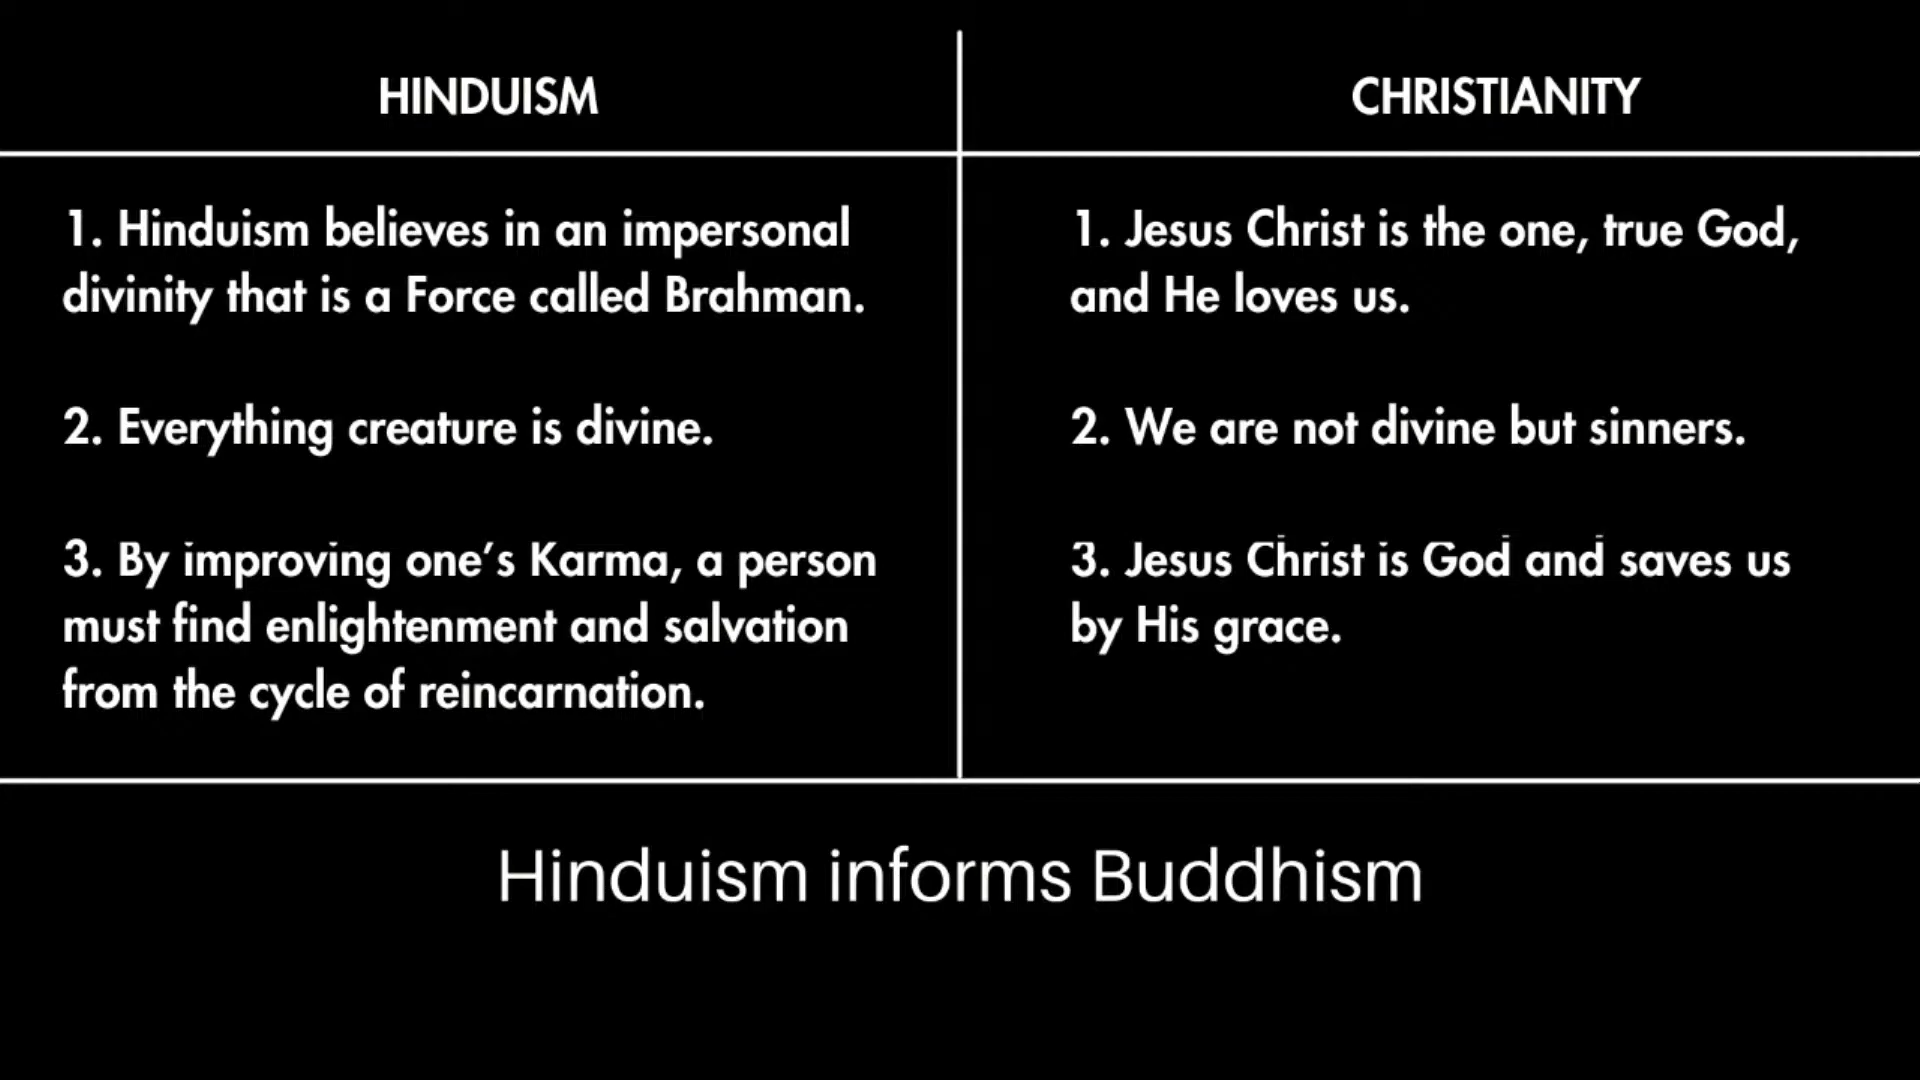 HINDUISM
CHRISTIANITY
1. Hinduism believes in an impersonal
divinity that is a Force called Brahman.
2. Everything creature is divine.
3. By improving one's Karma, a person
must find enlightenment and salvation
from the cycle of reincarnation.
1. Jesus Christ is the one, true God,
and He loves us.
2. We are not divine but sinners.
3. Jesus Christ is God and saves us
by His grace.
Hinduism informs Buddhism